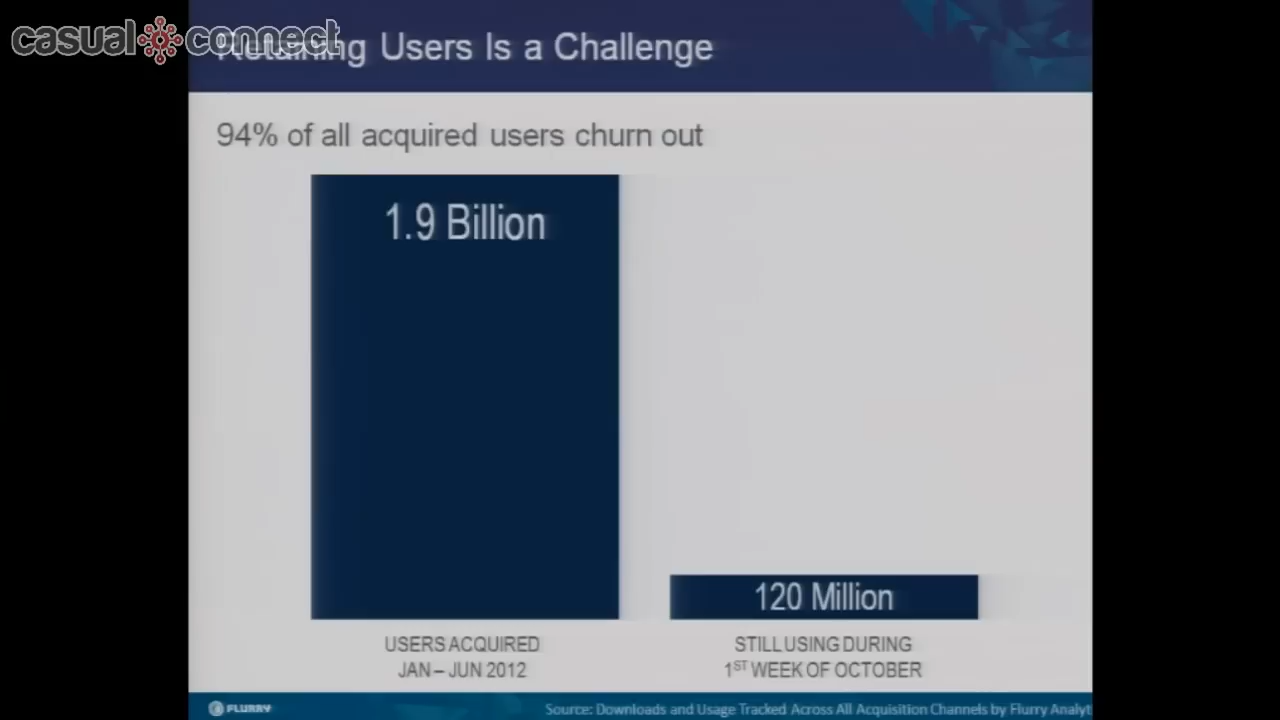 casual connect
Retaining Users Is a Challenge
94% of all acquired users churn out
1.9 Billion
120 Million
USERS ACQUIRED
JAN – JUN 2012
STILL USING DURING
1ST WEEK OF OCTOBER
FLURRY
Source: Downloads and Usage Tracked Across All Acquisition Channels by Flurry Analyt